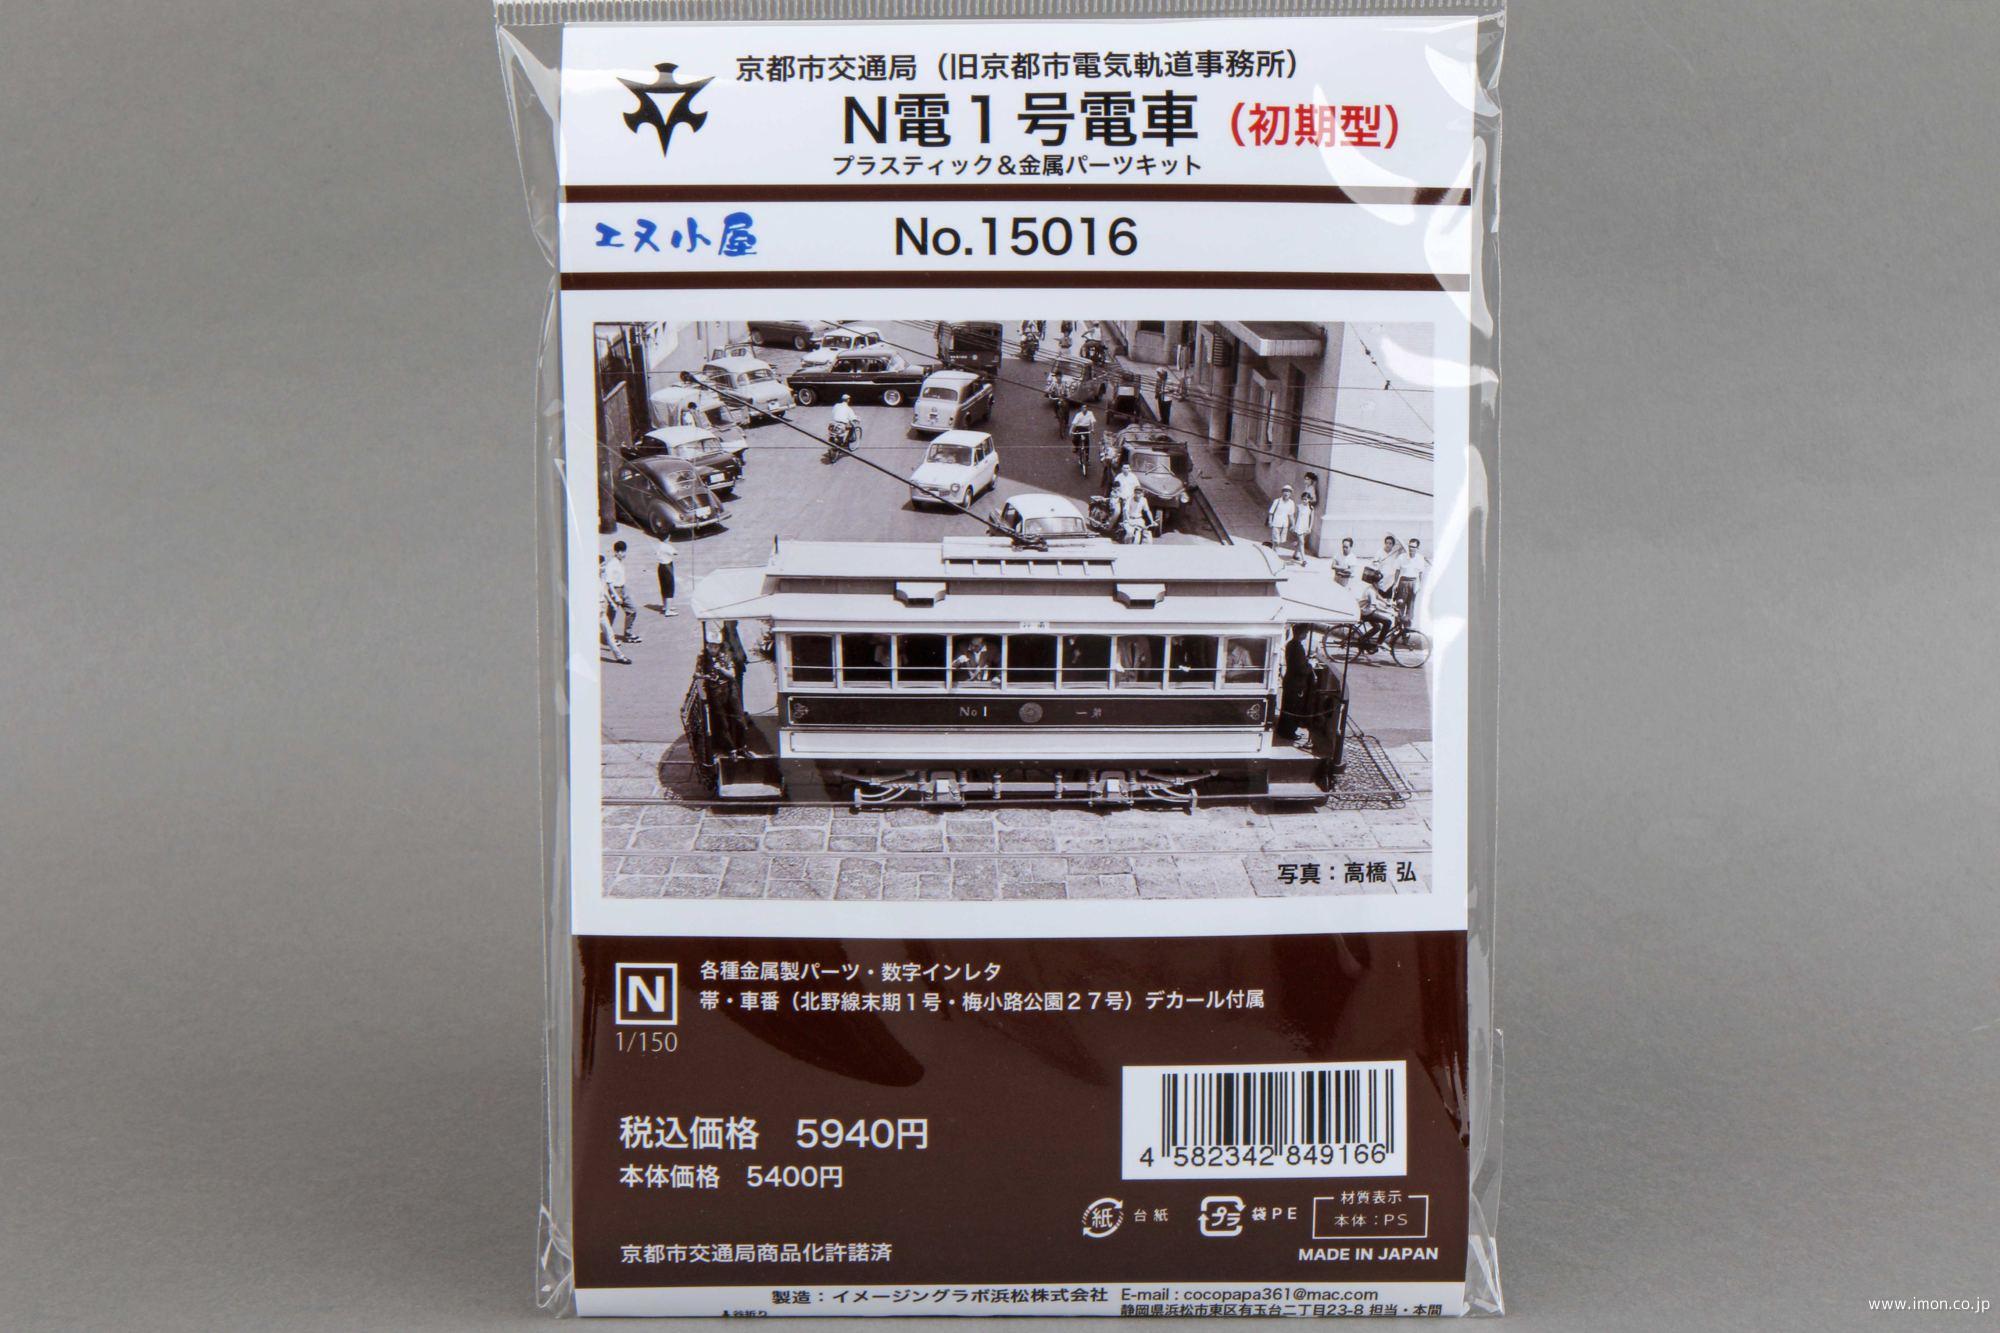 京都市交通局（旧京都市電気軌道事務所）
N電１号電車（初期型）
プラスティック＆金属パーツキット
エヌ小屋
No.15016
No 1
一第
写真：高橋 弘
N
1/150
各種金属製パーツ・数字インレタ
帯・車番（北野線末期１号・梅小路公園２７号）デカール付属
税込価格　5940円
本体価格　5400円
4 582342 849166
紙 台紙
プラ 袋PE
材質表示
本体：PS
MADE IN JAPAN
京都市交通局商品化許諾済
製造：イメージングラボ浜松株式会社 E-mail : cocopapa361@mac.com
静岡県浜松市東区有玉台二丁目23-8 担当・本間
www.imon.co.jp